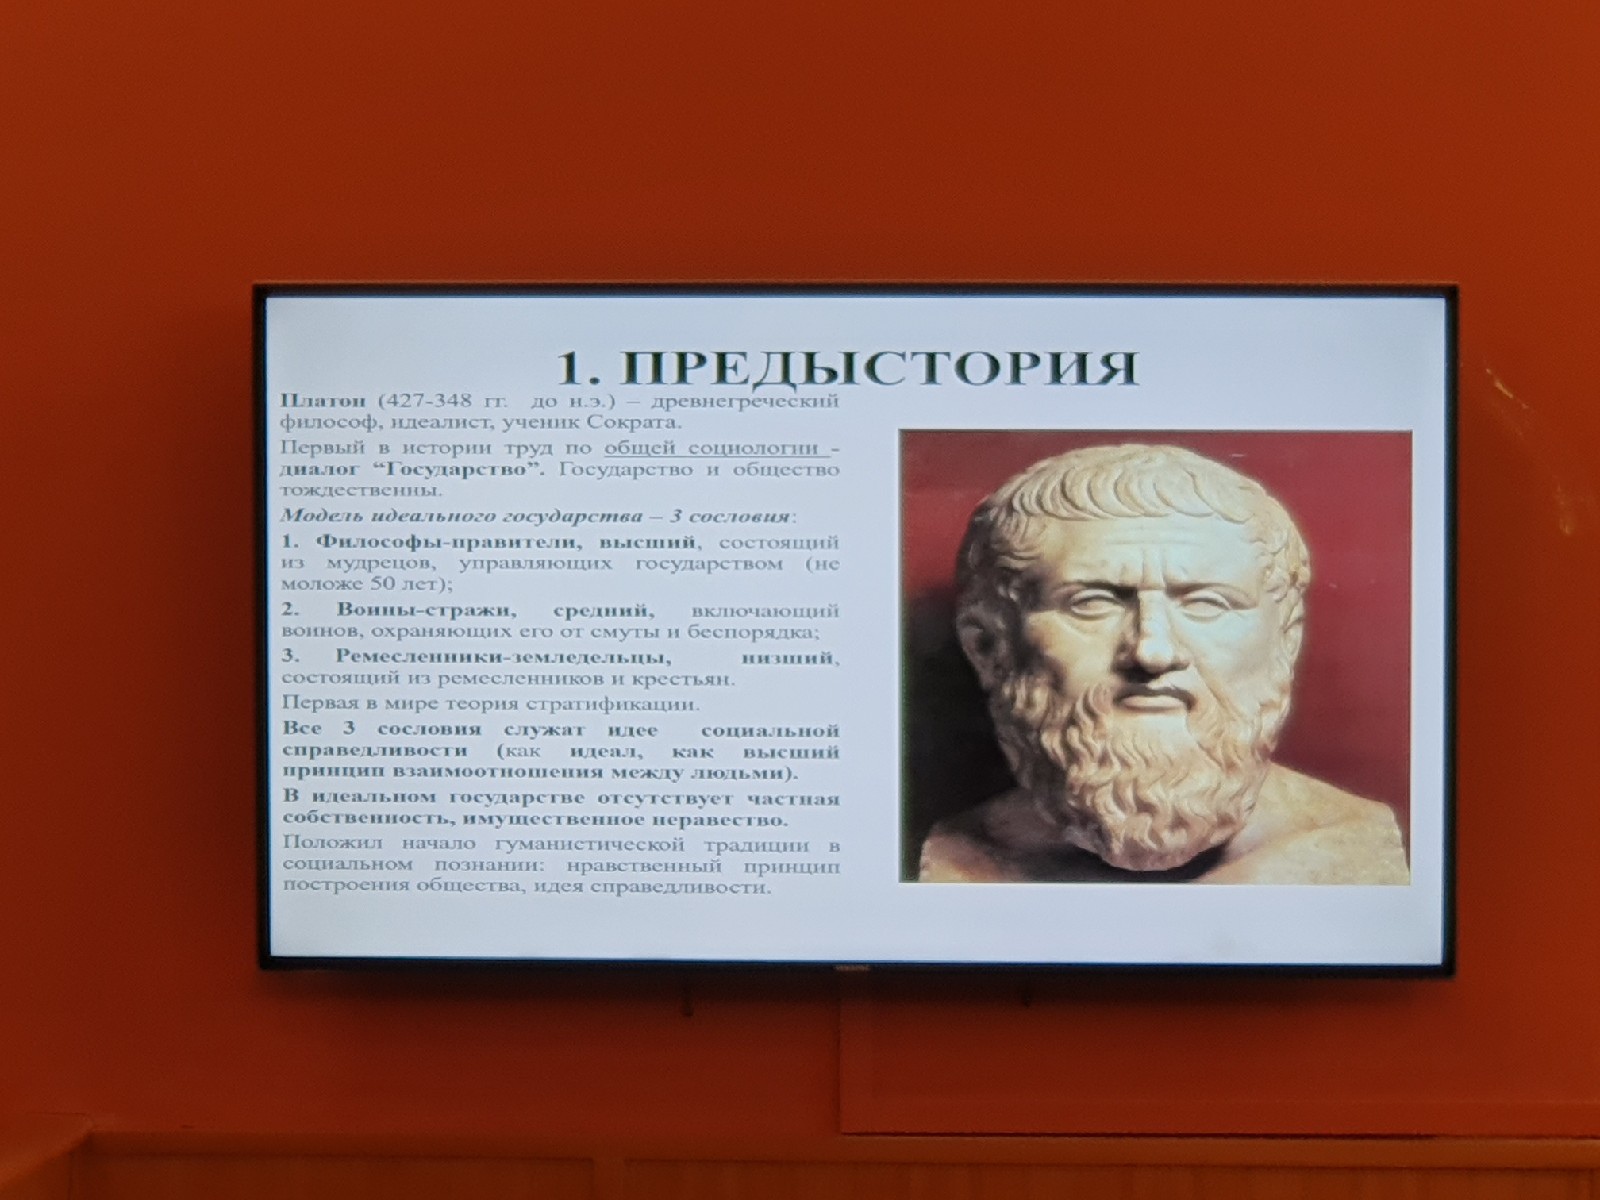 1. ПРЕДЫСТОРИЯ
Платон (427-348 гг. до н.э.) – древнегреческий
философ, идеалист, ученик Сократа.
Первый в истории труд по общей социологии -
диалог “Государство”. Государство и общество
тождественны.
Модель идеального государства – 3 сословия:
1. Философы-правители, высший, состоящий
из мудрецов, управляющих государством (не
моложе 50 лет);
2. Воины-стражи, средний, включающий
воинов, охраняющих его от смуты и беспорядка;
3. Ремесленники-земледельцы, низший,
состоящий из ремесленников и крестьян.
Первая в мире теория стратификации.
Все 3 сословия служат идее социальной
справедливости (как идеал, как высший
принцип взаимоотношения между людьми).
В идеальном государстве отсутствует частная
собственность, имущественное неравество.
Положил начало гуманистической традиции в
социальном познании: нравственный принцип
построения общества, идея справедливости.